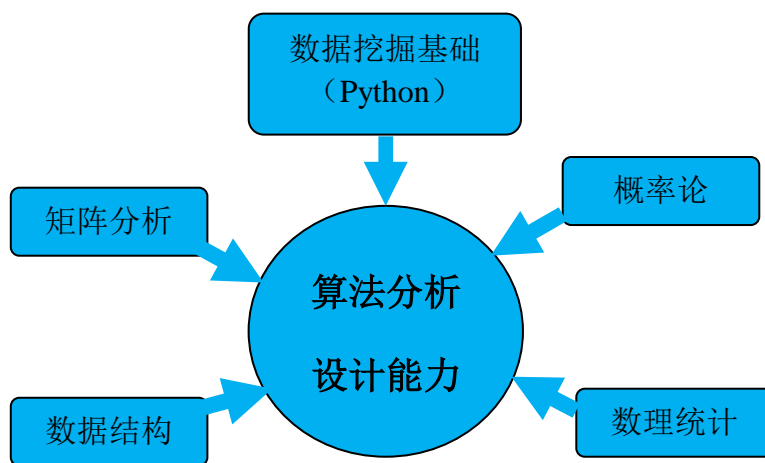 数据挖掘基础
（Python）
矩阵分析
概率论
算法分析
设计能力
数据结构
数理统计